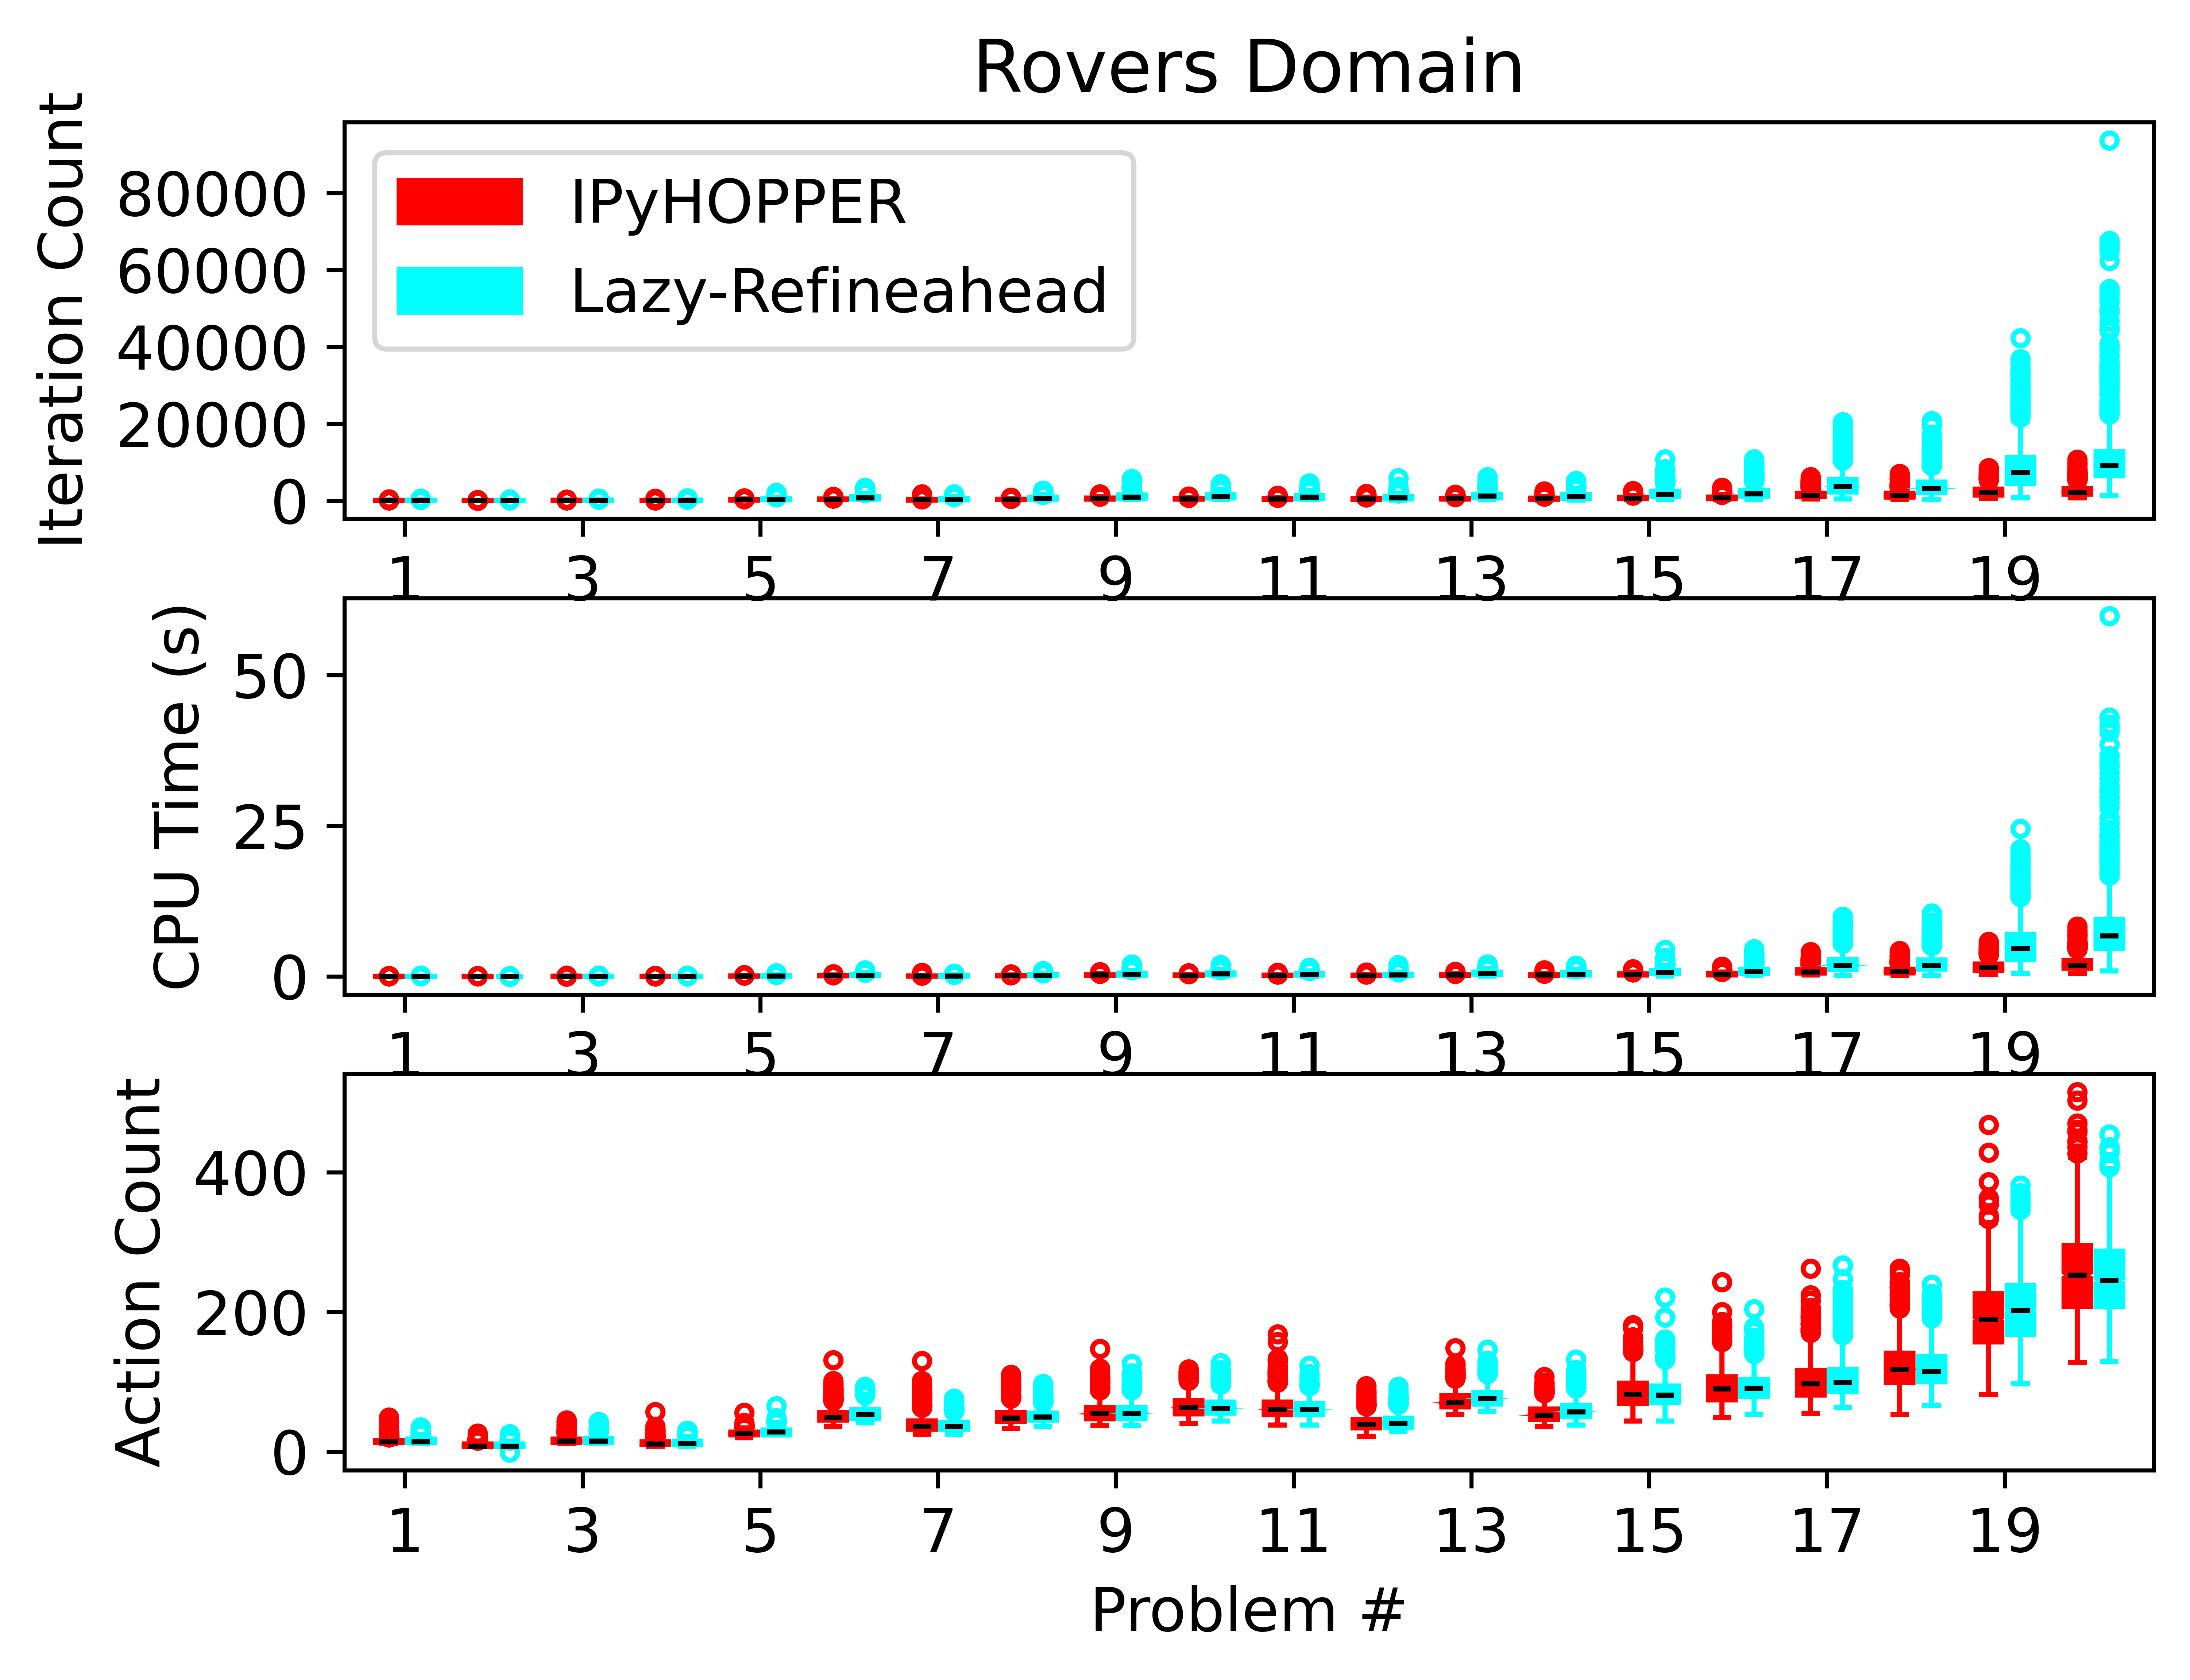 Rovers Domain
Iteration Count
80000
60000
40000
20000
0
IPyHOPPER
Lazy-Refineahead
1 3 5 7 9 11 13 15 17 19
CPU Time (s)
50
25
0
1 3 5 7 9 11 13 15 17 19
Action Count
400
200
0
1 3 5 7 9 11 13 15 17 19
Problem #